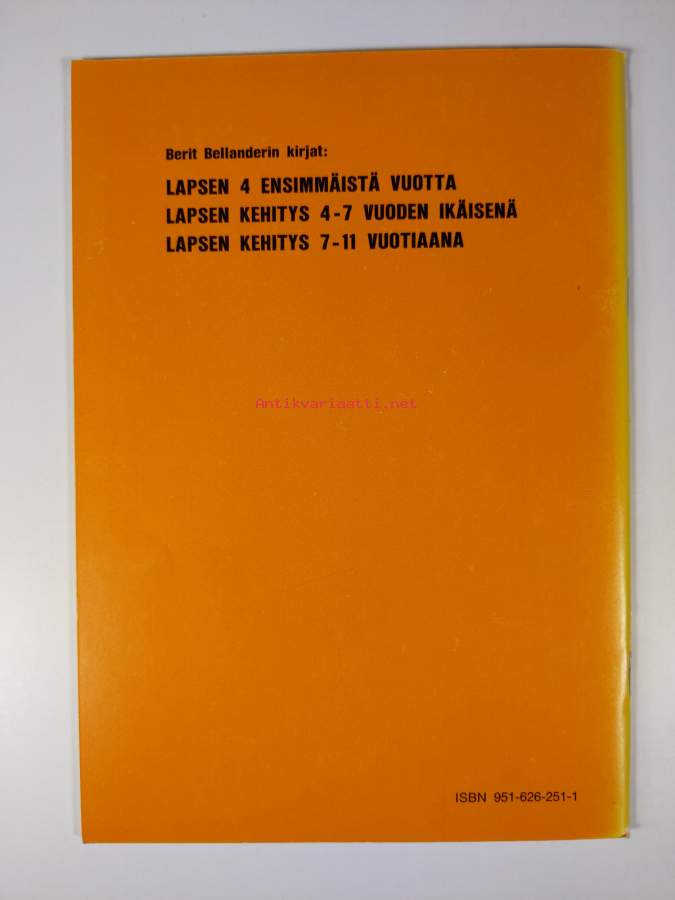 Berit Bellanderin kirjat:
LAPSEN 4 ENSIMMÄISTÄ VUOTTA
LAPSEN KEHITYS 4-7 VUODEN IKÄISENÄ
LAPSEN KEHITYS 7-11 VUOTIAANA
Antikvariaatti.net
ISBN 951-626-251-1